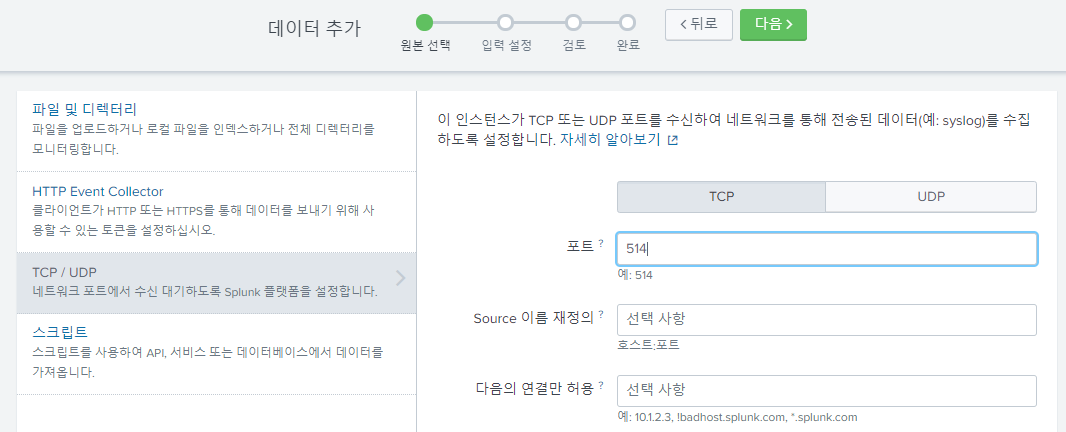 데이터 추가
원본 선택
입력 설정
검토
완료
< 뒤로
다음 >
파일 및 디렉터리
파일을 업로드하거나 로컬 파일을 인덱스하거나 전체 디렉터리를
모니터링합니다.
HTTP Event Collector
클라이언트가 HTTP 또는 HTTPS를 통해 데이터를 보내기 위해 사
용할 수 있는 토큰을 설정하십시오.
TCP / UDP
네트워크 포트에서 수신 대기하도록 Splunk 플랫폼을 설정합니다.
스크립트
스크립트를 사용하여 API, 서비스 또는 데이터베이스에서 데이터를
가져옵니다.
이 인스턴스가 TCP 또는 UDP 포트를 수신하여 네트워크를 통해 전송된 데이터(예: syslog)를 수집
하도록 설정합니다. 자세히 알아보기
TCP
UDP
포트 ?
514
예: 514
Source 이름 재정의 ?
선택 사항
호스트:포트
다음의 연결만 허용 ?
선택 사항
예: 10.1.2.3, !badhost.splunk.com, *.splunk.com